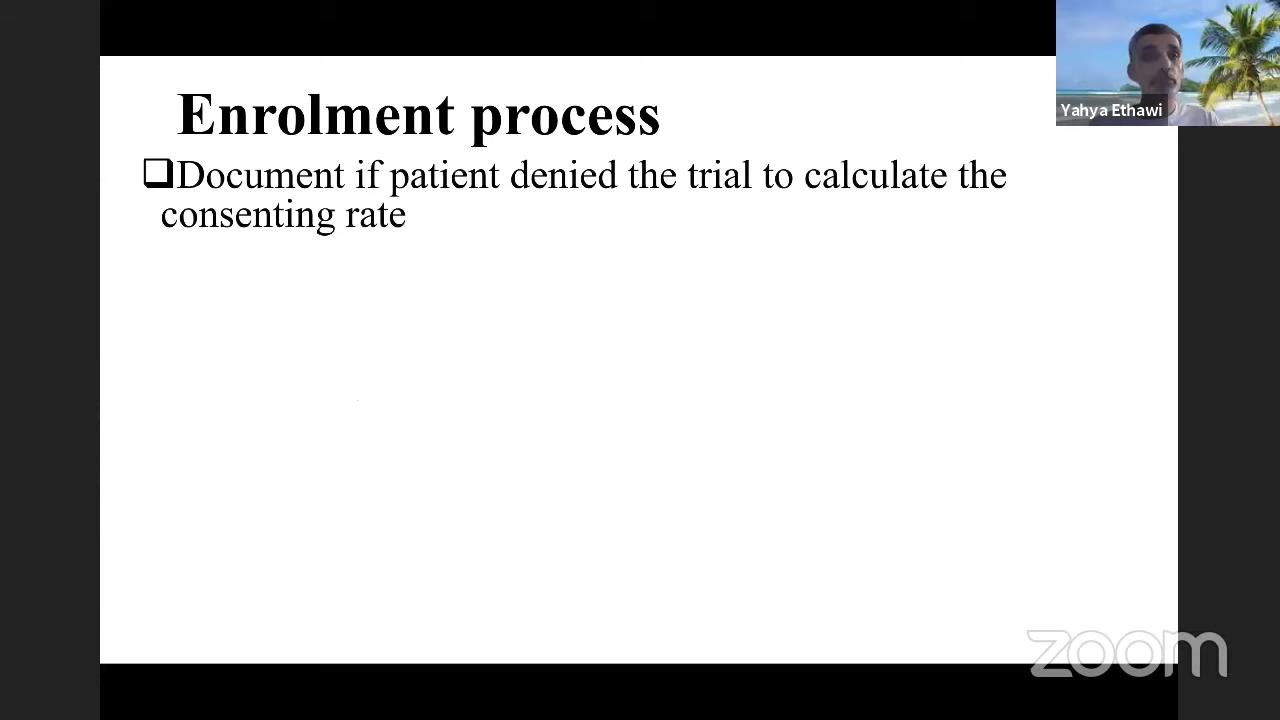 Enrolment process
❑Document if patient denied the trial to calculate the
consenting rate
Yahya Ethawi
zoom